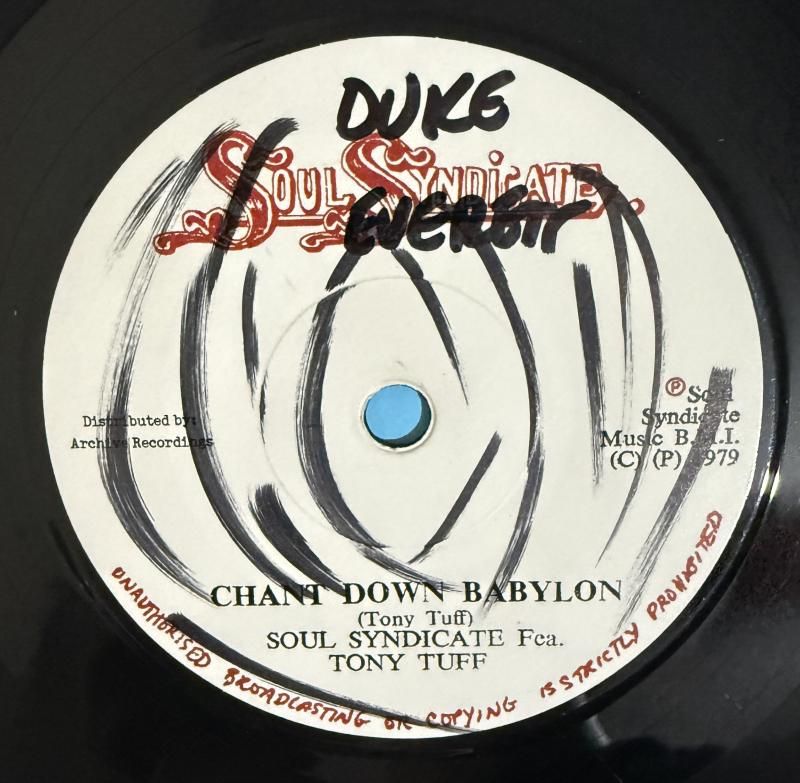 DUKE
SOUL SYNDICATE
Distributed by:
Archive Recordings
Ⓟ Soul
Syndicate
Music B.M.I.
(C) (P) 1979
CHANT DOWN BABYLON
(Tony Tuff)
SOUL SYNDICATE Fea.
TONY TUFF
UNAUTHORISED BROADCASTING OR COPYING IS STRICTLY PROHIBITED